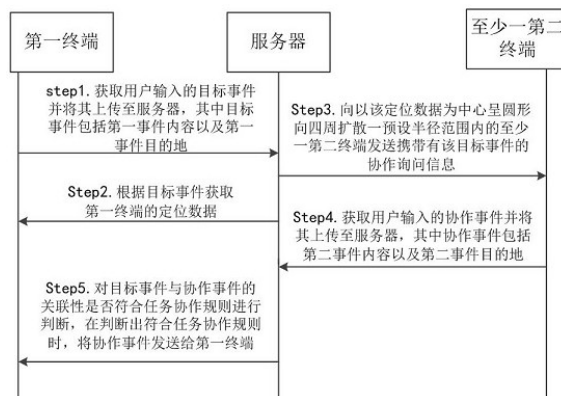 第一终端
服务器
至少一第二
终端
step1.获取用户输入的目标事件
并将其上传至服务器，其中目标
事件包括第一事件内容以及第一
事件目的地
Step3.向以该定位数据为中心呈圆形
向四周扩散一预设半径范围内的至少
一第二终端发送携带有该目标事件的
协作询问信息
Step2.根据目标事件获取
第一终端的定位数据
Step4.获取用户输入的协作事件并将
其上传至服务器，其中协作事件包括
第二事件内容以及第二事件目的地
Step5.对目标事件与协作事件的
关联性是否符合任务协作规则进行
判断，在判断出符合任务协作规则
时，将协作事件发送给第一终端